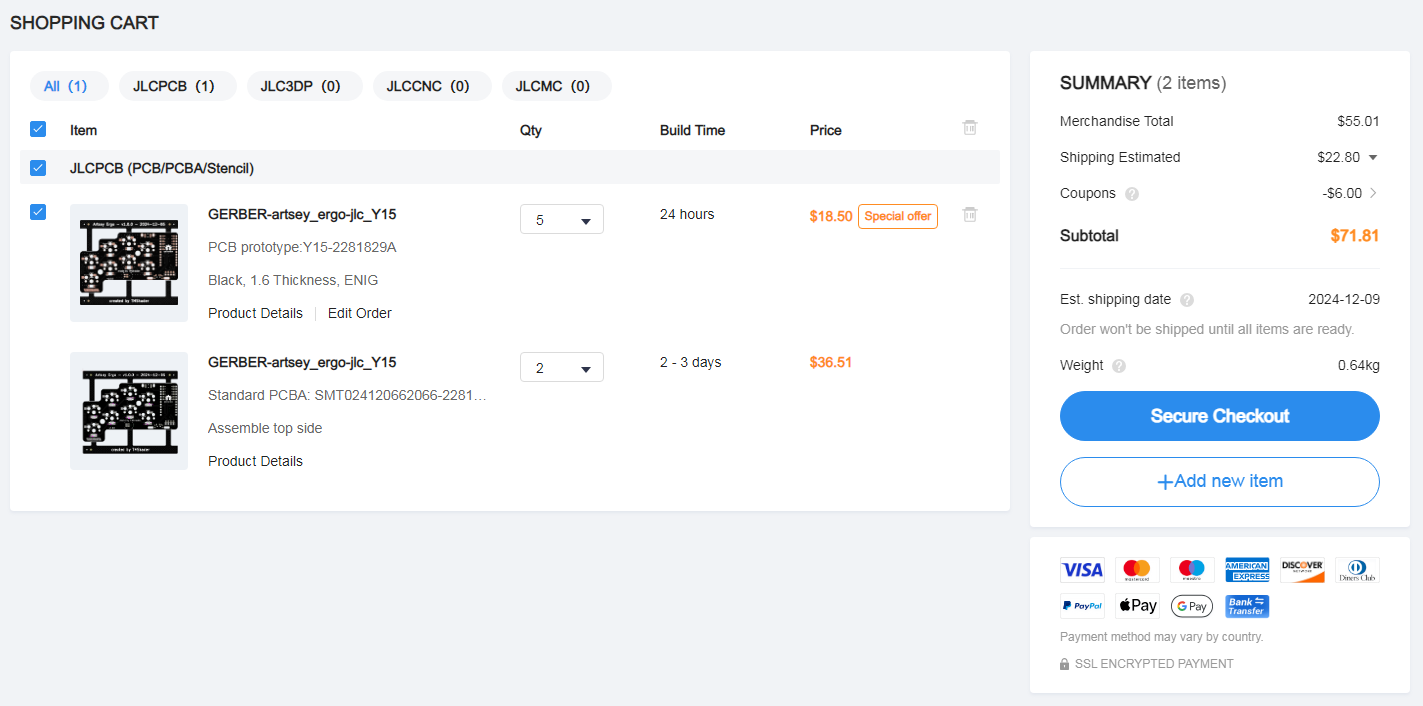 SHOPPING CART
All (1)
JLCPCB (1)
JLC3DP (0)
JLCCNC (0)
JLCMC (0)
Item
Qty
Build Time
Price
JLCPCB (PCB/PCBA/Stencil)
GERBER-artsey_ergo-jlc_Y15
5
24 hours
$18.50
Special offer
PCB prototype:Y15-2281829A
Black, 1.6 Thickness, ENIG
Product Details
Edit Order
GERBER-artsey_ergo-jlc_Y15
2
2 - 3 days
$36.51
Standard PCBA: SMT024120662066-2281...
Assemble top side
Product Details
SUMMARY (2 items)
Merchandise Total
$55.01
Shipping Estimated
$22.80
Coupons ?
-$6.00
Subtotal
$71.81
Est. shipping date ?
2024-12-09
Order won't be shipped until all items are ready.
Weight ?
0.64kg
Secure Checkout
+Add new item
VISA
mastercard
maestro
AMERICAN EXPRESS
DISCOVER
Diners Club
PayPal
Pay
G Pay
Bank Transfer
Payment method may vary by country.
SSL ENCRYPTED PAYMENT